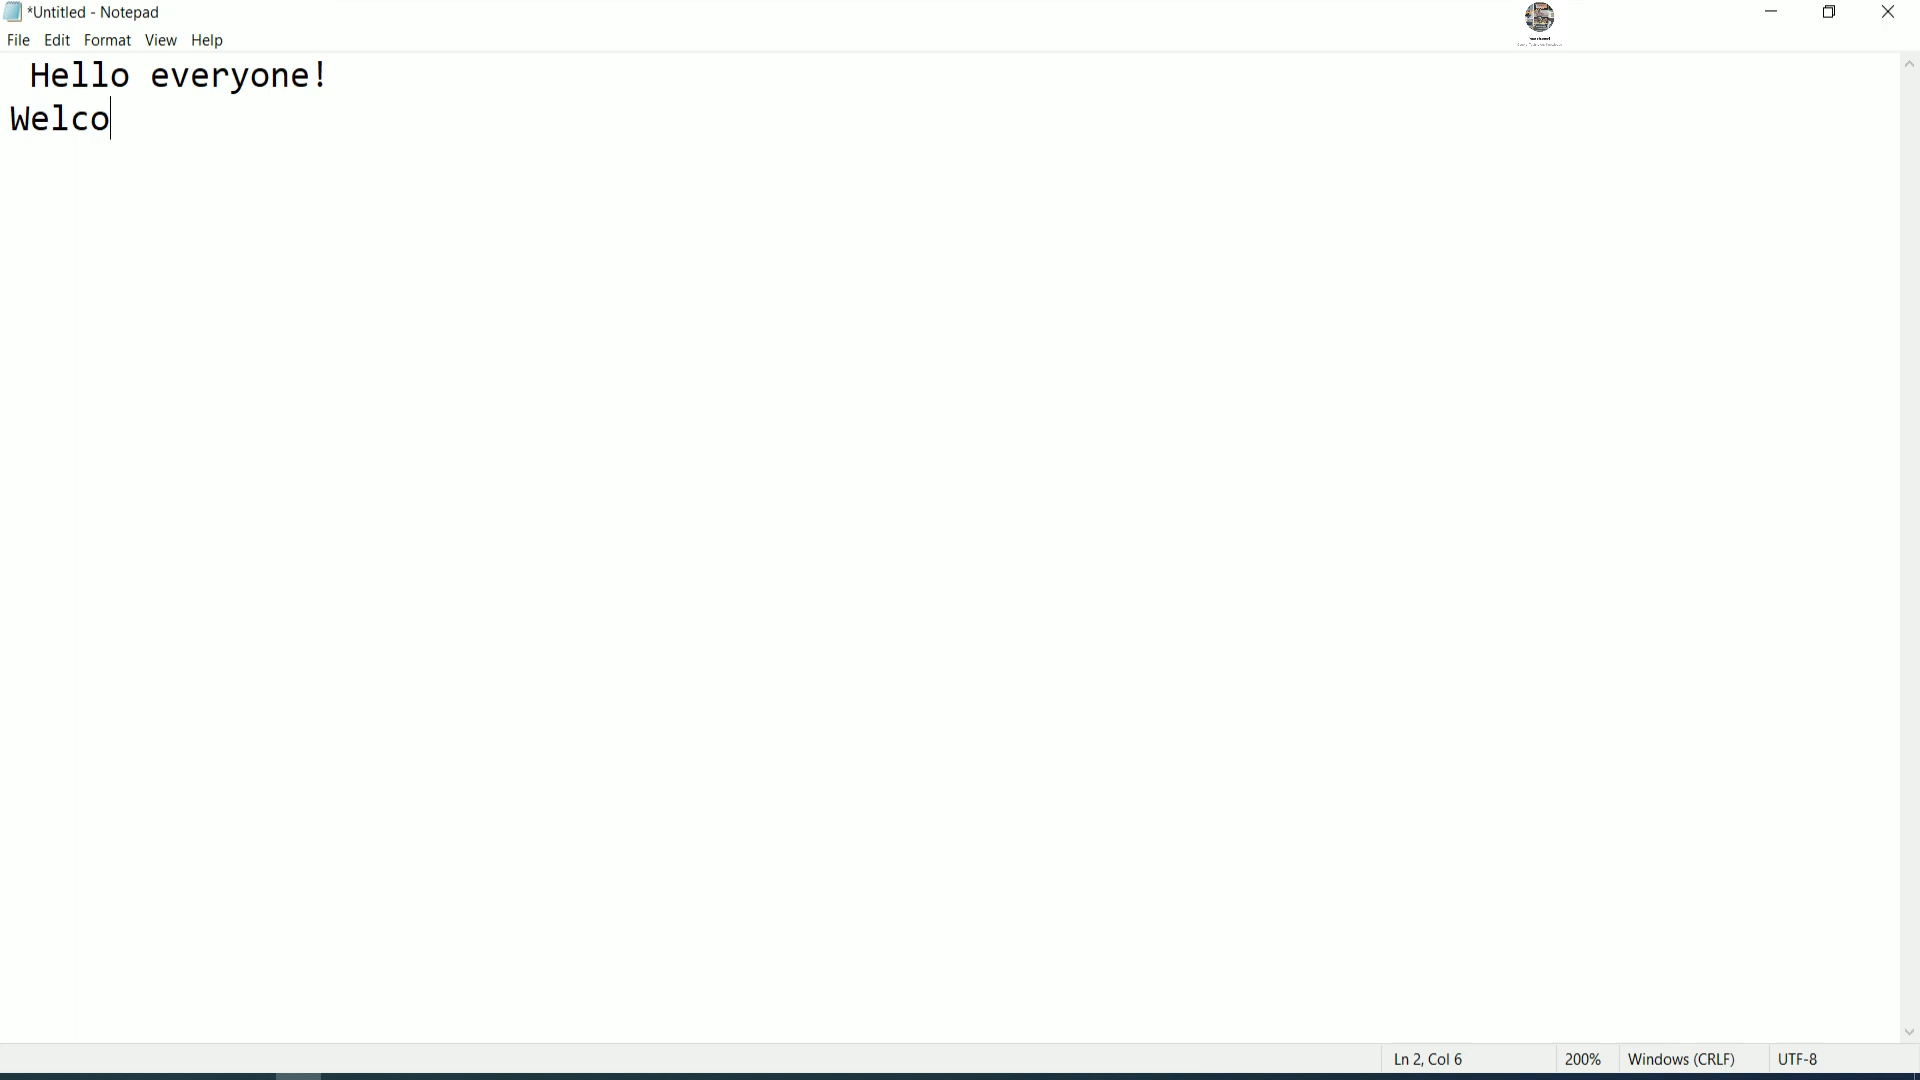 *Untitled - Notepad
File Edit Format View Help
Hello everyone!
Welco
Ln 2, Col 6 200% Windows (CRLF) UTF-8